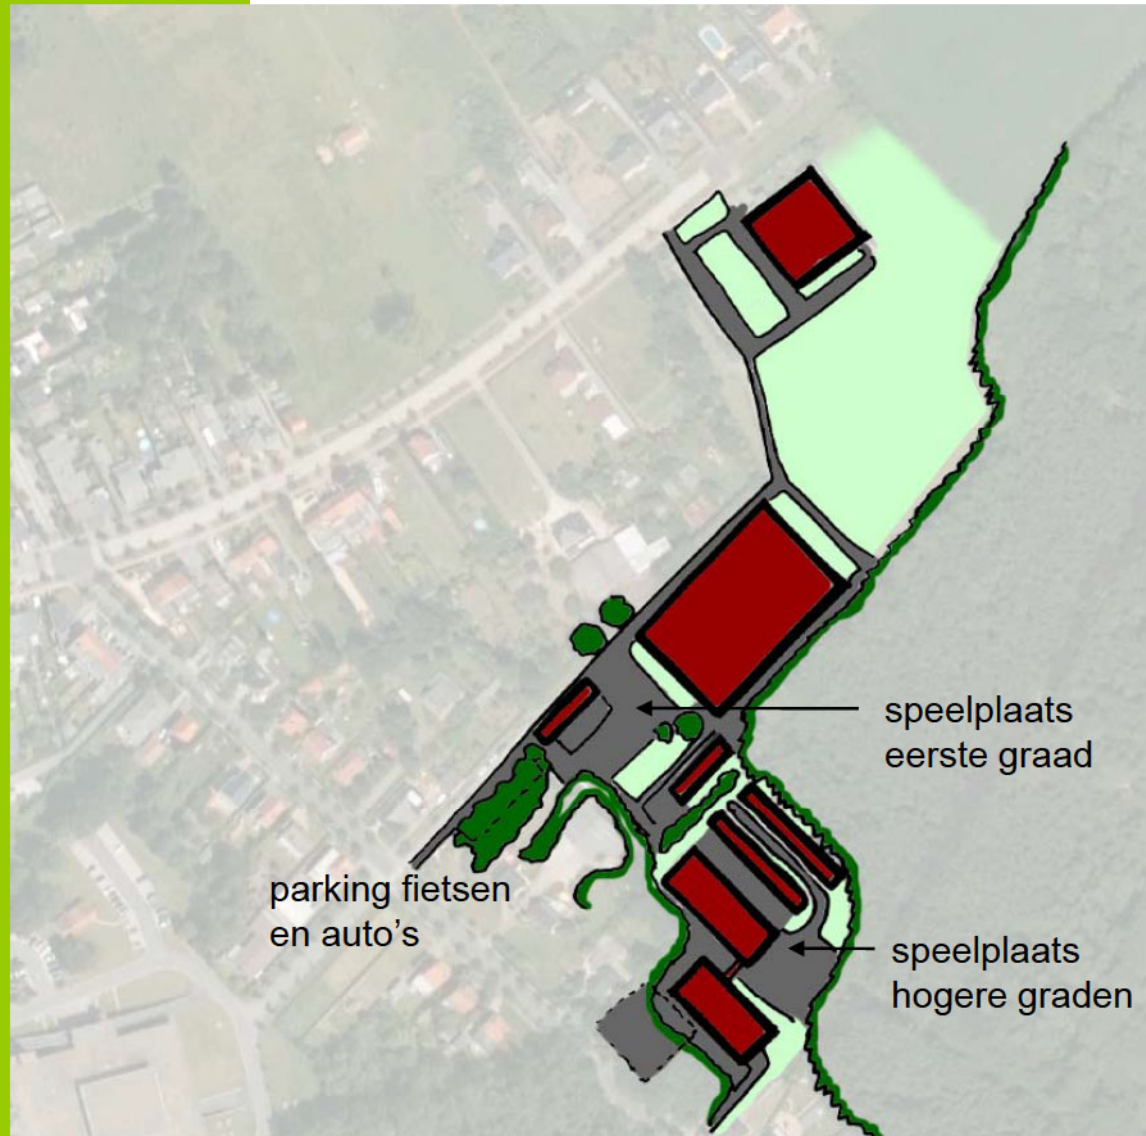 speelplaats
eerste graad
parking fietsen
en auto's
speelplaats
hogere graden